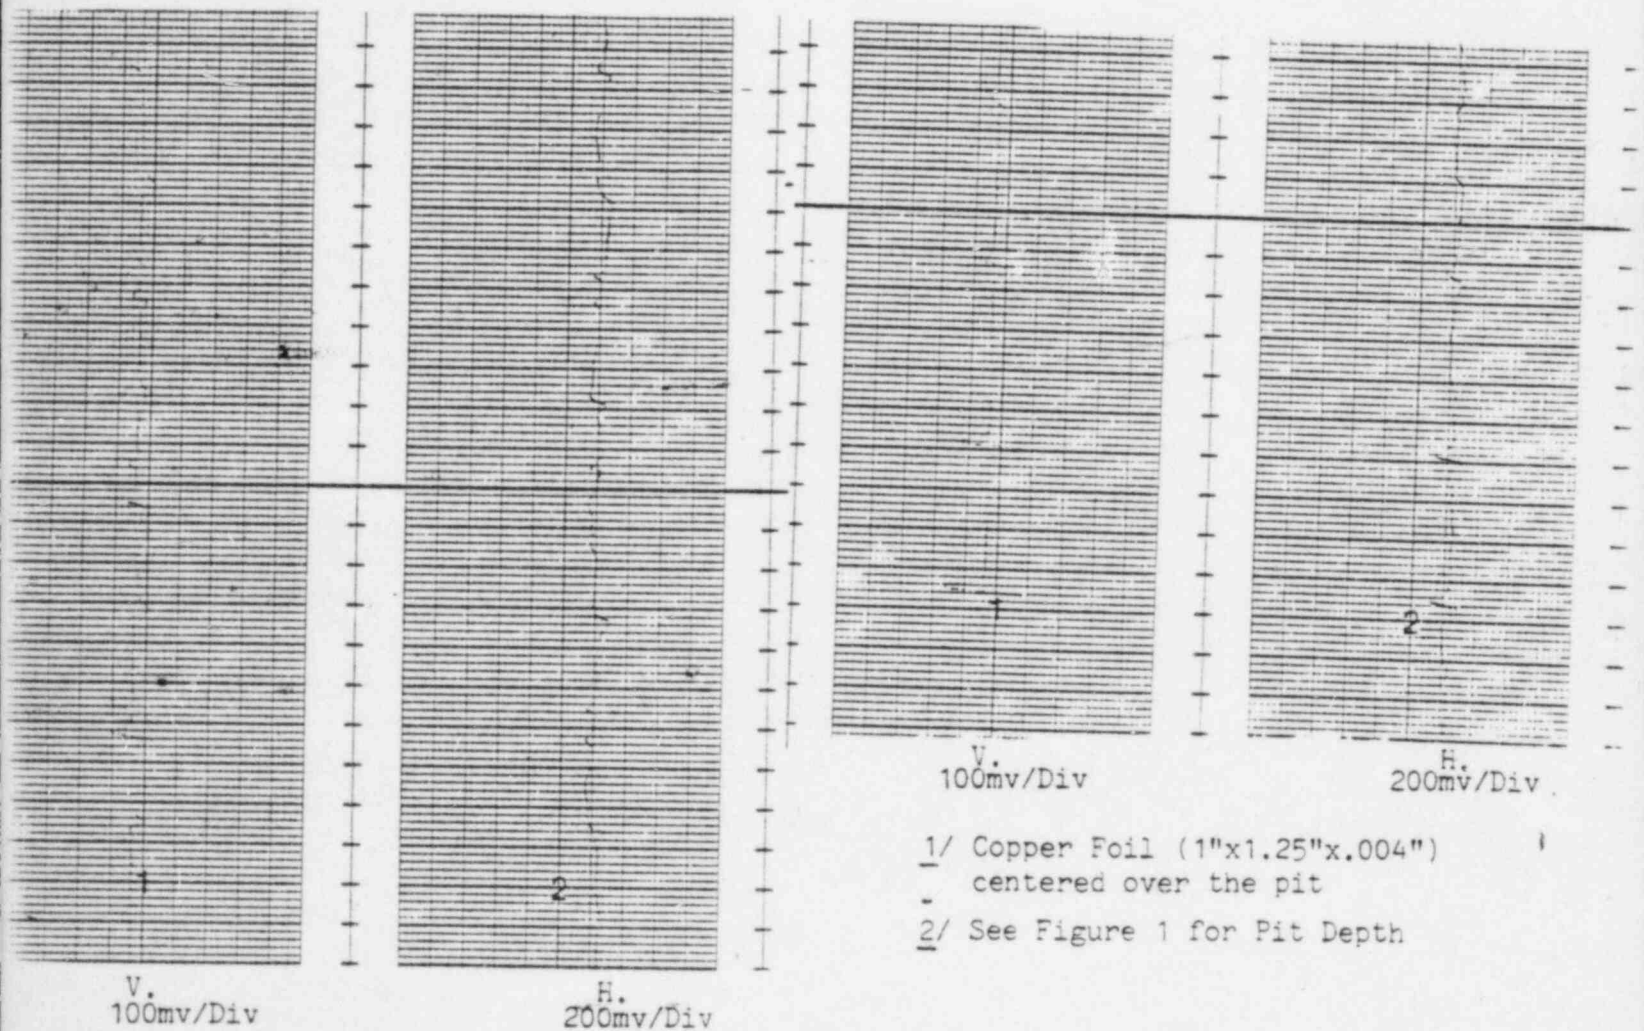 1
2
V.
100mv/Div
H.
200mv/Div
1
2
V.
100mv/Div
H.
200mv/Div
1/ Copper Foil (1"x1.25"x.004")
centered over the pit
2/ See Figure 1 for Pit Depth